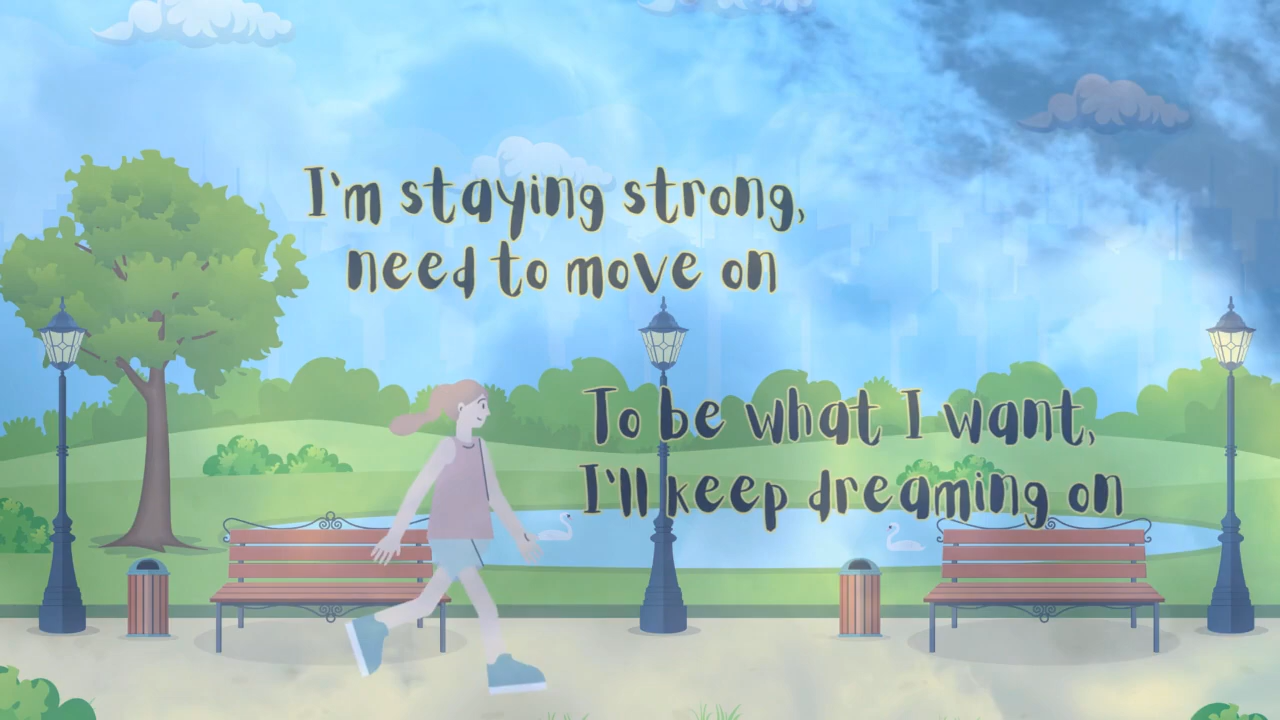 I'm staying strong,
need to move on
To be what I want,
I'll keep dreaming on